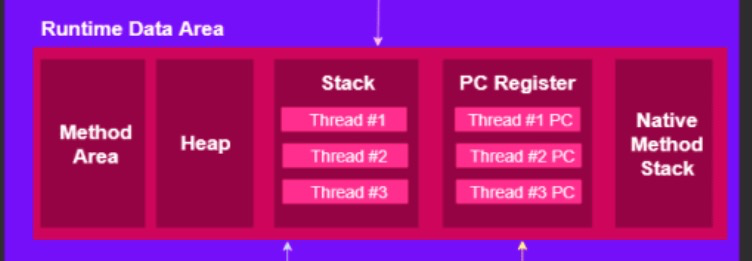 Runtime Data Area
Method
Area
Heap
Stack
Thread #1
Thread #2
Thread #3
PC Register
Thread #1 PC
Thread #2 PC
Thread #3 PC
Native
Method
Stack